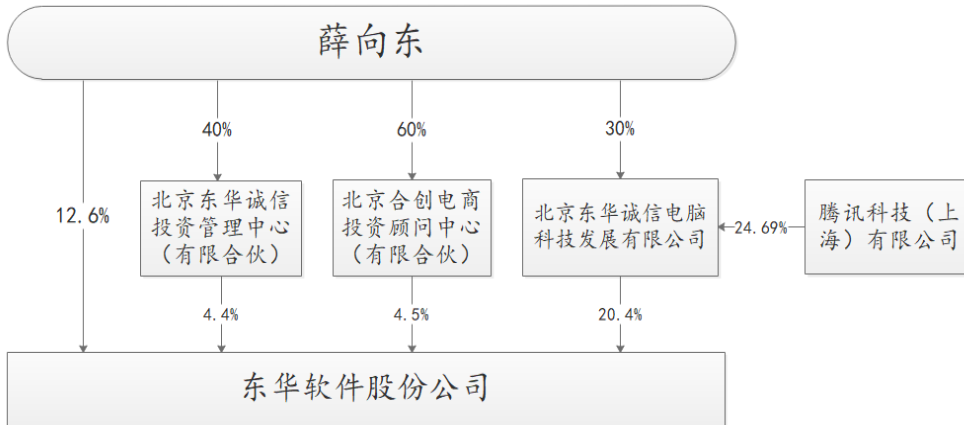 薛向东
40%
60%
30%
12.6%
北京东华诚信
投资管理中心
（有限合伙）
北京合创电商
投资顾问中心
（有限合伙）
北京东华诚信电脑
科技发展有限公司
24.69%
腾讯科技（上
海）有限公司
4.4%
4.5%
20.4%
东华软件股份公司